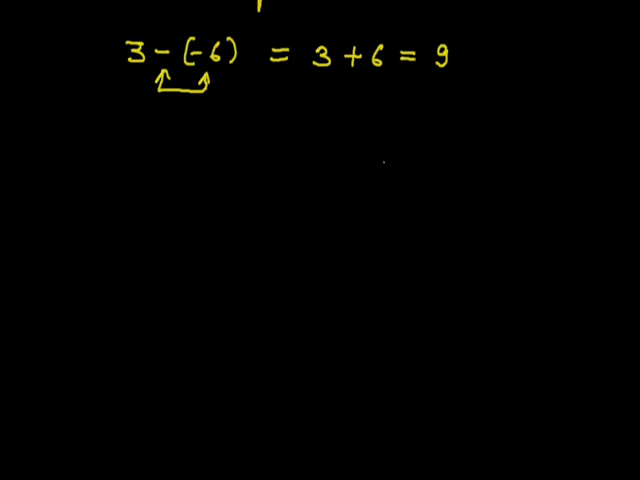 3 - (-6) = 3 + 6 = 9